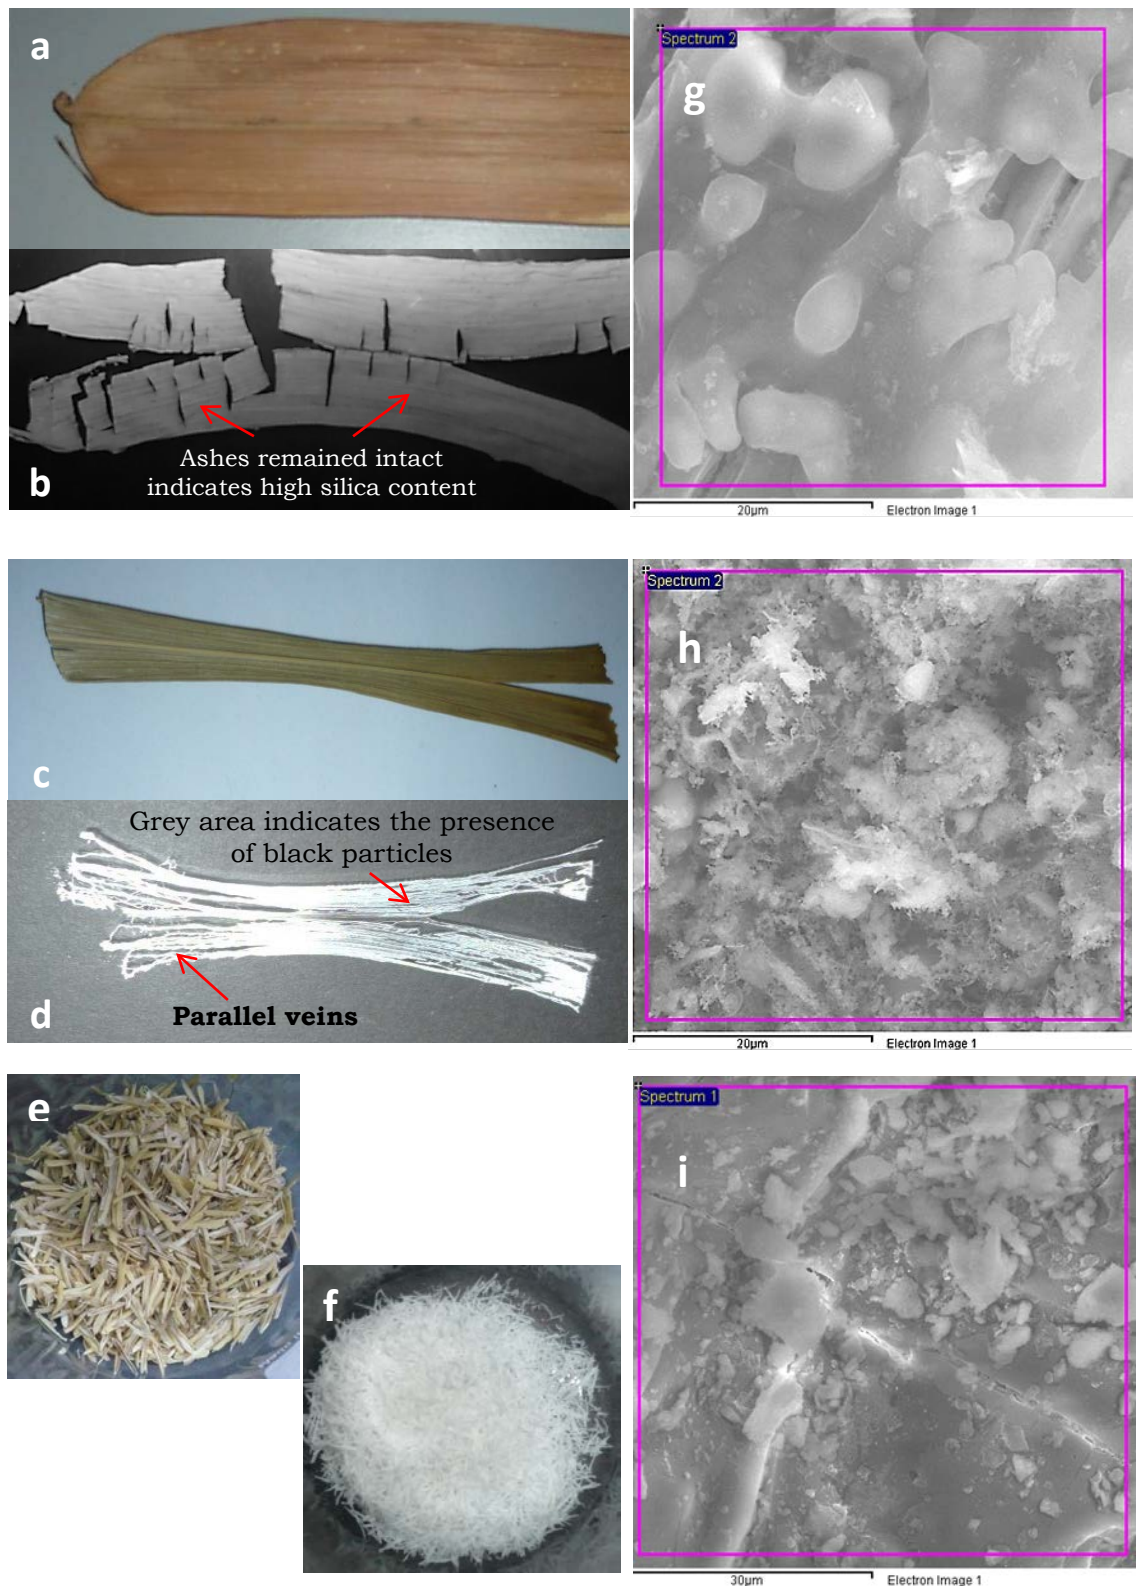 a
Ashes remained intact
indicates high silica content
b
Spectrum 2
g
20µm
Electron Image 1
c
Grey area indicates the presence
of black particles
Parallel veins
d
Spectrum 2
h
20µm
Electron Image 1
e
f
Spectrum 1
i
30µm
Electron Image 1